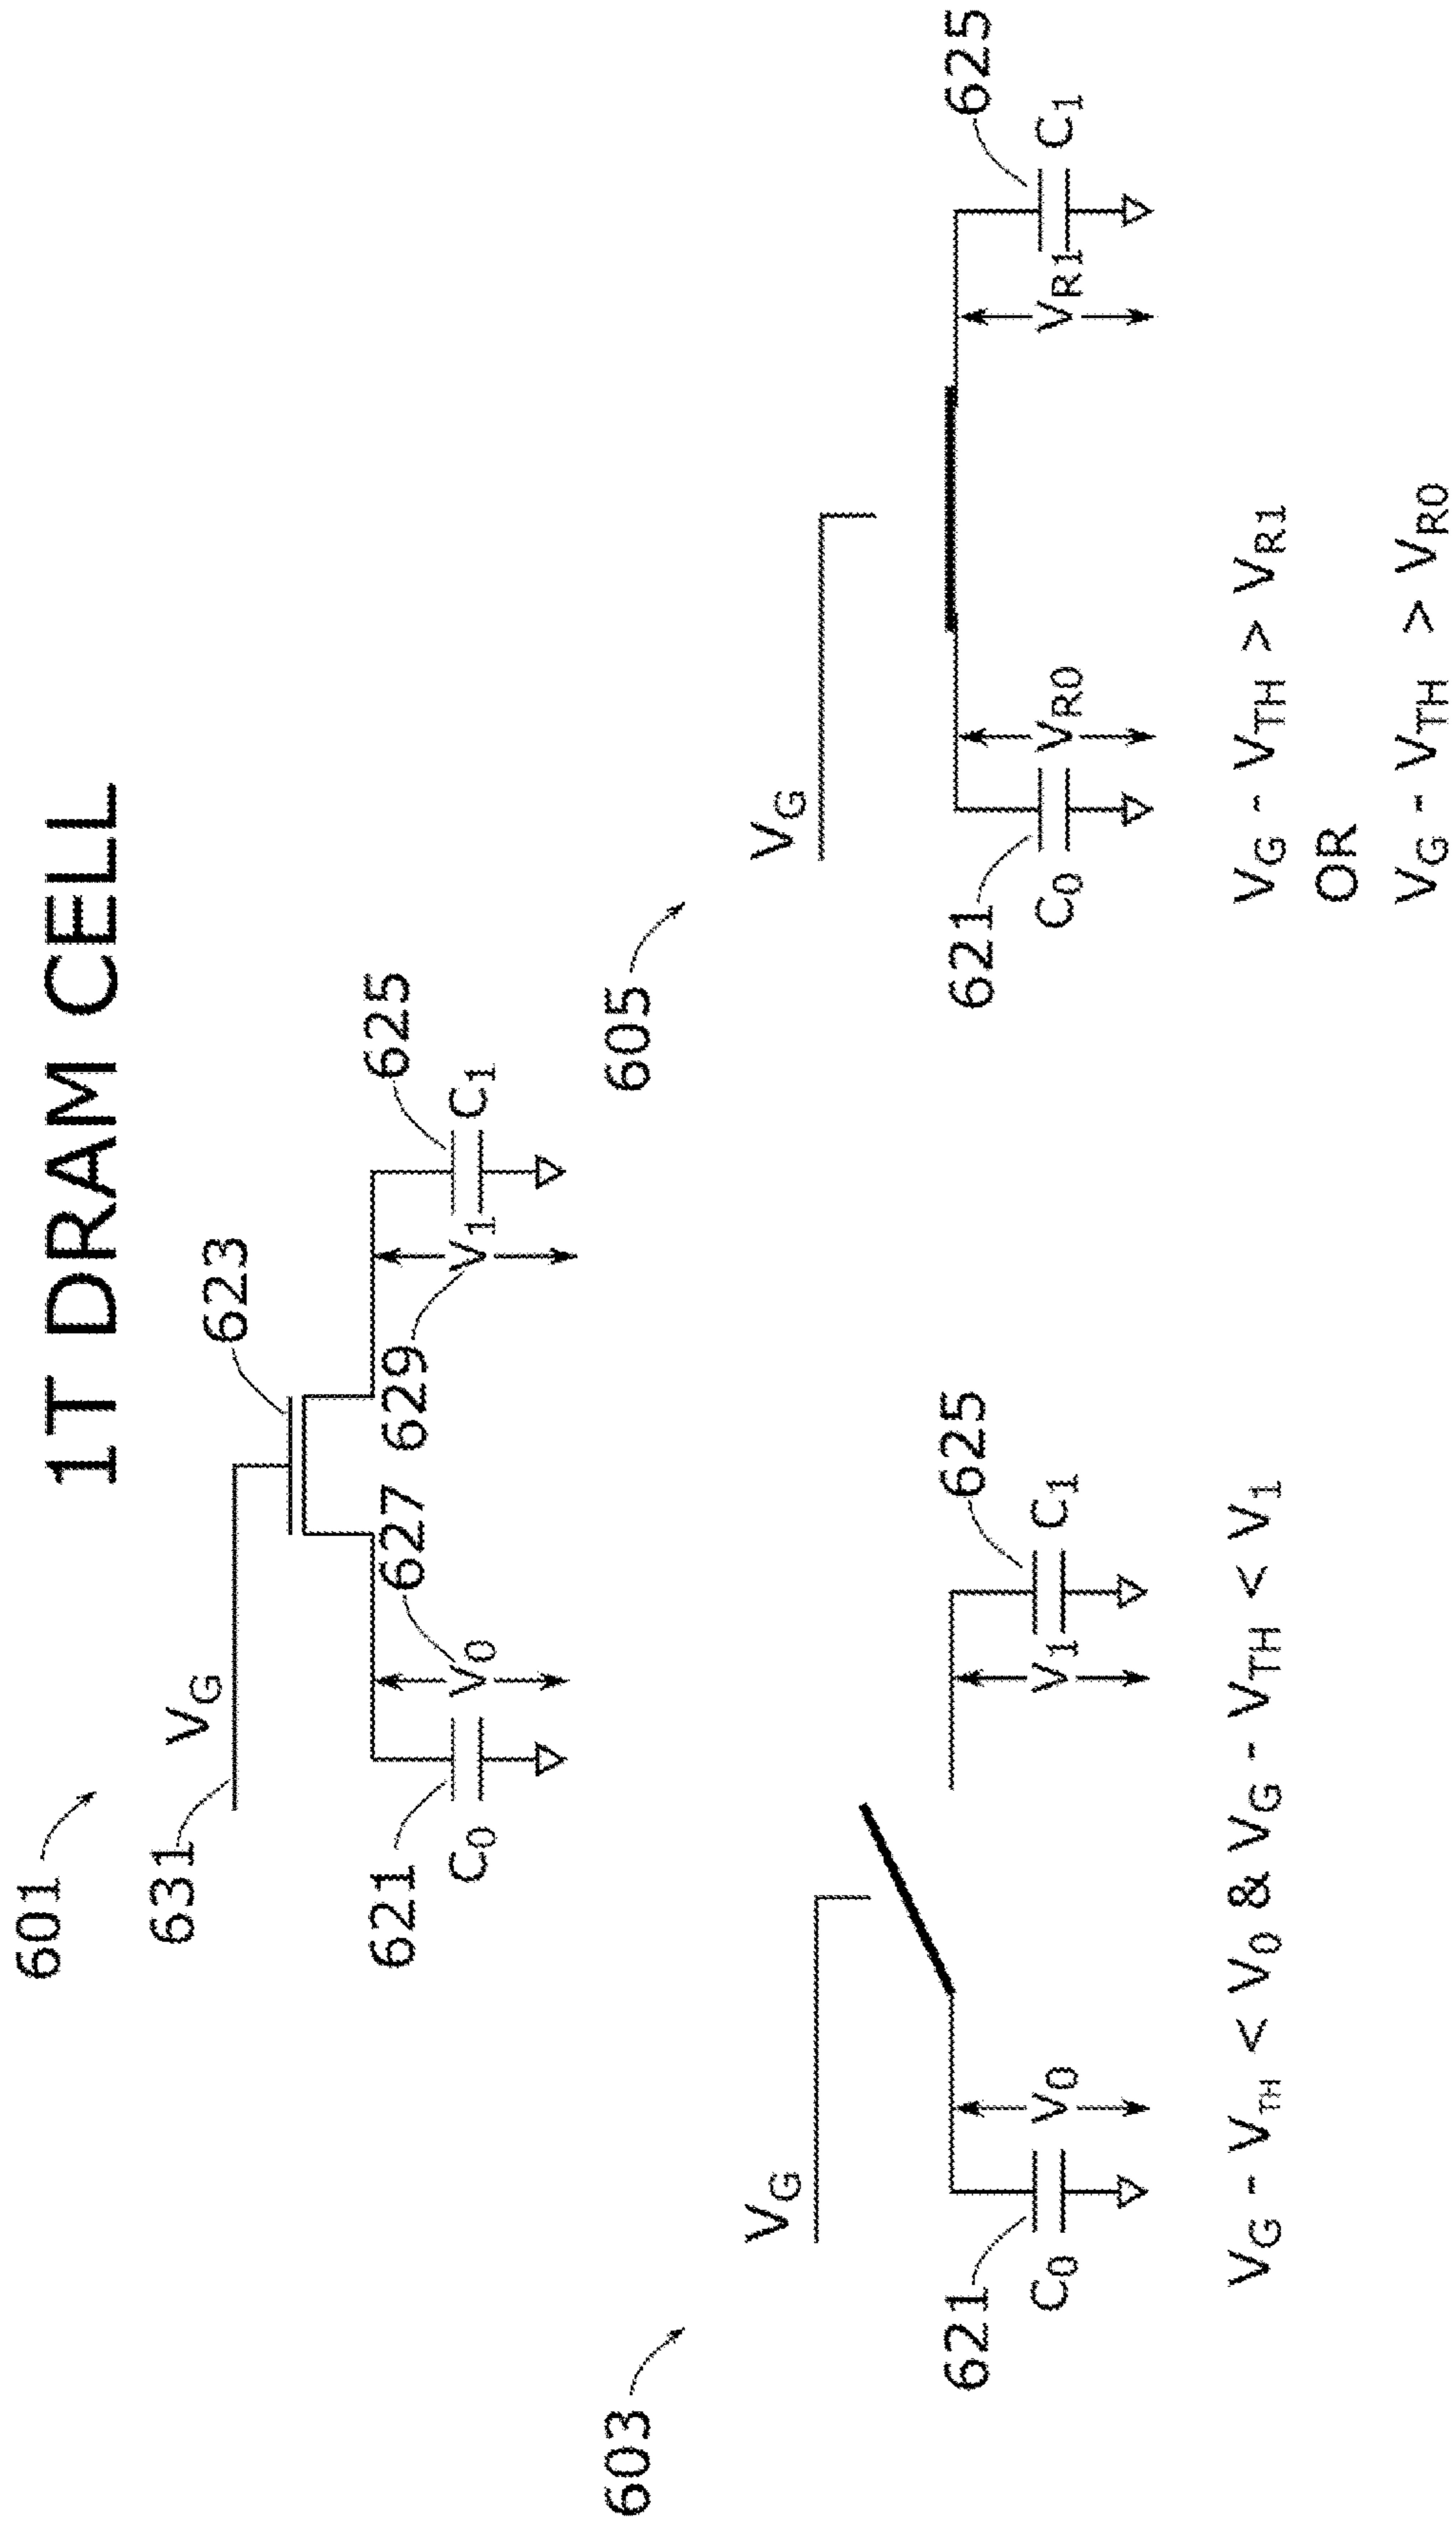 1T DRAM CELL
601
631
V_G
623
621
C_0
V_0
627
629
V_1
C_1
625
603
V_G
621
C_0
V_0
V_1
C_1
625
V_G - V_TH < V_0 & V_G - V_TH < V_1
605
V_G
621
C_0
V_R0
V_R1
C_1
625
V_G - V_TH > V_R1
OR
V_G - V_TH > V_R0